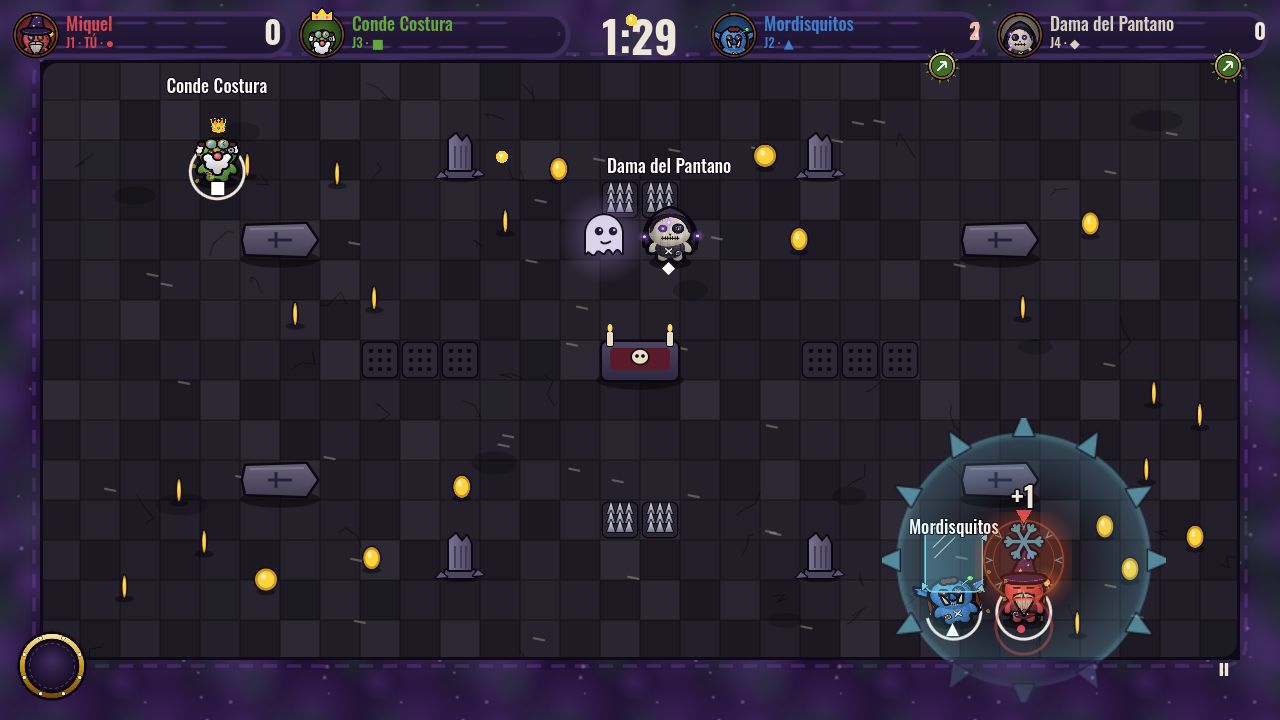 Miquel
J1 · TÚ · ●
0
Conde Costura
J3 · ■
1:29
Mordisquitos
J2 · ▲
Dama del Pantano
J4 · ◆
0
Conde Costura
Dama del Pantano
+1
Mordisquitos